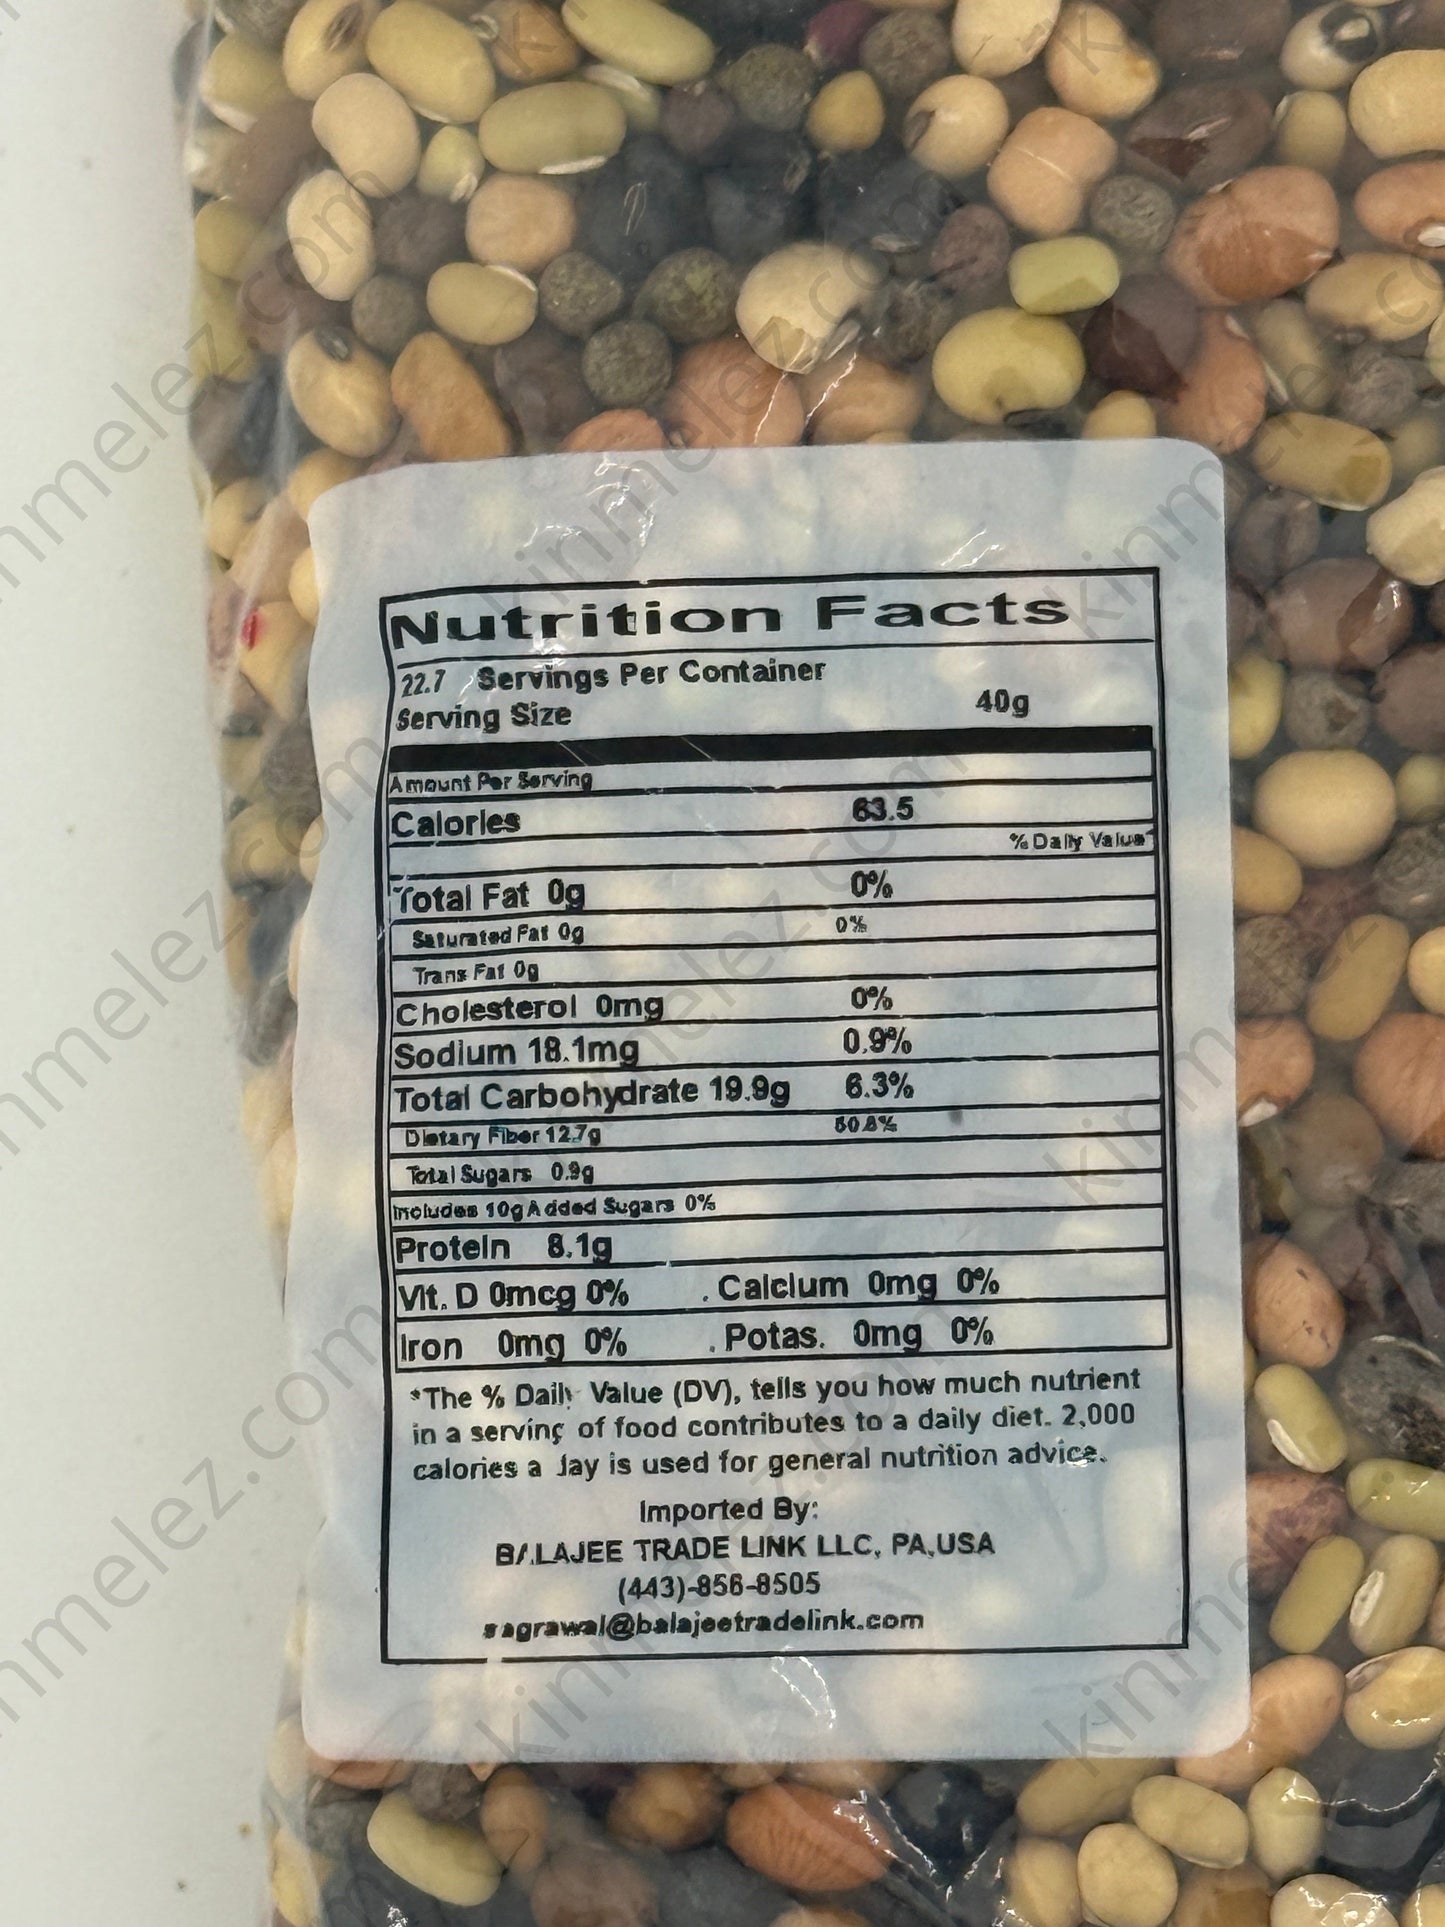 Nutrition Facts
22.7 Servings Per Container
Serving Size 40g
Amount Per Serving
Calories 63.5
% Daily Value*
Total Fat 0g 0%
Saturated Fat 0g 0%
Trans Fat 0g
Cholesterol 0mg 0%
Sodium 18.1mg 0.9%
Total Carbohydrate 19.9g 6.3%
Dietary Fiber 12.7g 50.8%
Total Sugars 0.9g
Includes 10g Added Sugars 0%
Protein 8.1g
Vit. D 0mcg 0% . Calcium 0mg 0%
Iron 0mg 0% . Potas. 0mg 0%
*The % Daily Value (DV), tells you how much nutrient
in a serving of food contributes to a daily diet. 2,000
calories a day is used for general nutrition advice.
Imported By:
BALAJEE TRADE LINK LLC, PA,USA
(443)-856-8505
sagrawal@balajeetradelink.com
kinmelez.com